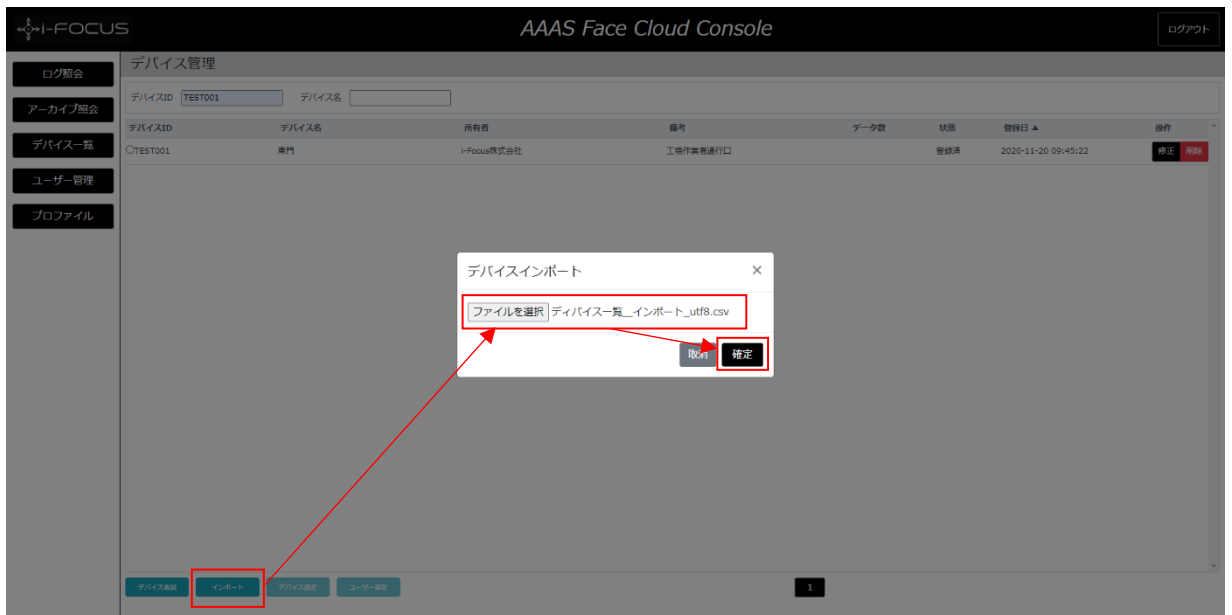 i-FOCUS
AAAS Face Cloud Console
ログアウト
ログ照会
アーカイブ照会
デバイス一覧
ユーザー管理
プロファイル
デバイス管理
デバイスID TEST001 デバイス名
デバイスID デバイス名 所有者 備考 データ数 状態 登録日 ▲ 操作
TEST001 東門 i-Focus株式会社 工場作業者通行口 登録済 2020-11-20 09:45:22 修正 削除
デバイスインポート ×
ファイルを選択 ディバイス一覧__インポート_utf8.csv
取消 確定
デバイス追加 インポート デバイス設定 ユーザー設定 1